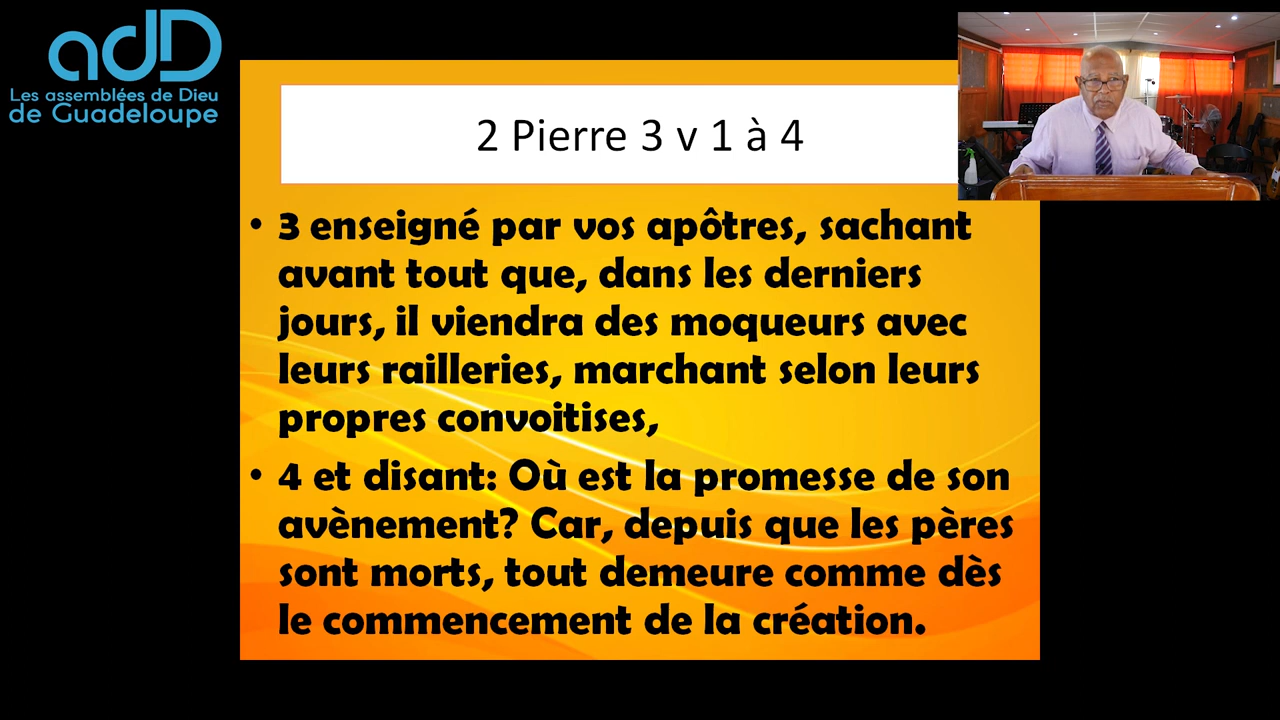 adD
Les assemblées de Dieu
de Guadeloupe
2 Pierre 3 v 1 à 4
• 3 enseigné par vos apôtres, sachant
avant tout que, dans les derniers
jours, il viendra des moqueurs avec
leurs railleries, marchant selon leurs
propres convoitises,
• 4 et disant: Où est la promesse de son
avènement? Car, depuis que les pères
sont morts, tout demeure comme dès
le commencement de la création.